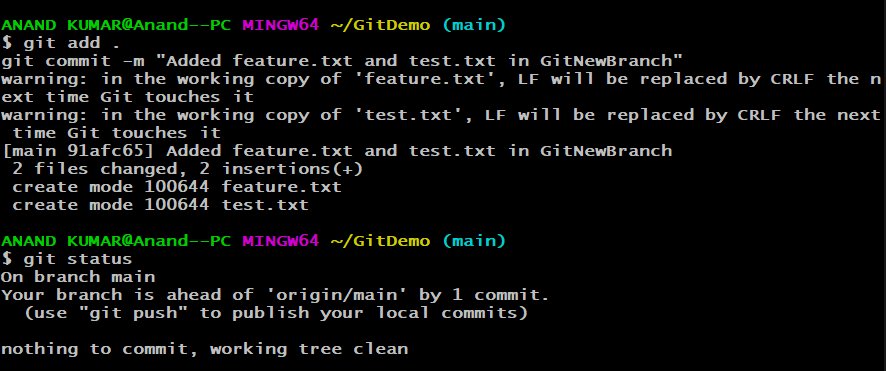 ANAND KUMAR@Anand--PC MINGW64 ~/GitDemo (main)
$ git add .
git commit -m "Added feature.txt and test.txt in GitNewBranch"
warning: in the working copy of 'feature.txt', LF will be replaced by CRLF the n
ext time Git touches it
warning: in the working copy of 'test.txt', LF will be replaced by CRLF the next
 time Git touches it
[main 91afc65] Added feature.txt and test.txt in GitNewBranch
 2 files changed, 2 insertions(+)
 create mode 100644 feature.txt
 create mode 100644 test.txt

ANAND KUMAR@Anand--PC MINGW64 ~/GitDemo (main)
$ git status
On branch main
Your branch is ahead of 'origin/main' by 1 commit.
  (use "git push" to publish your local commits)

nothing to commit, working tree clean